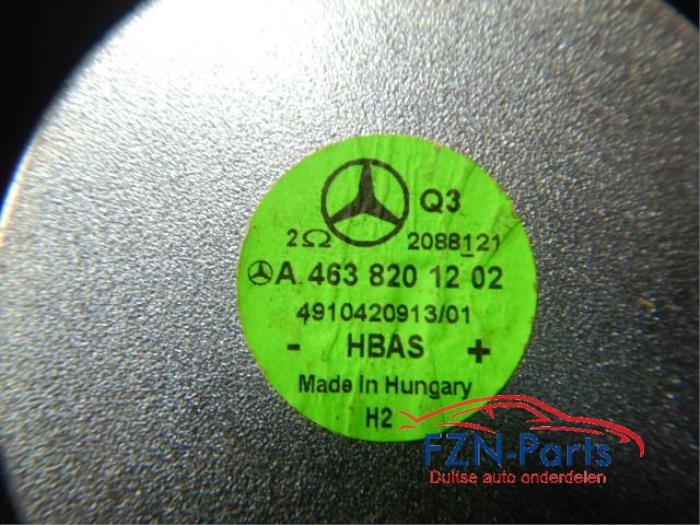 Q3
2Ω 2088121
A 463 820 12 02
4910420913/01
- HBAS +
Made In Hungary
H2
FZN-Parts
Duitse auto onderdelen